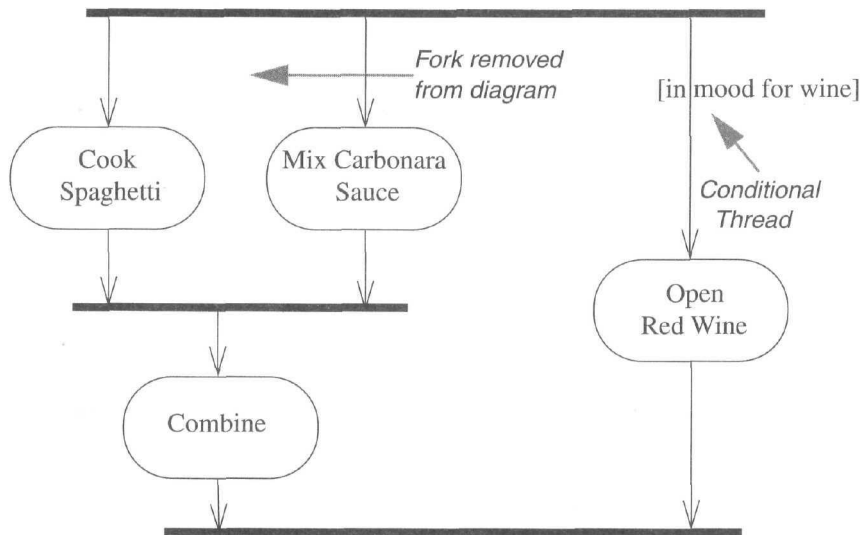 Fork removed
from diagram
[in mood for wine]
Cook
Spaghetti
Mix Carbonara
Sauce
Conditional
Thread
Open
Red Wine
Combine